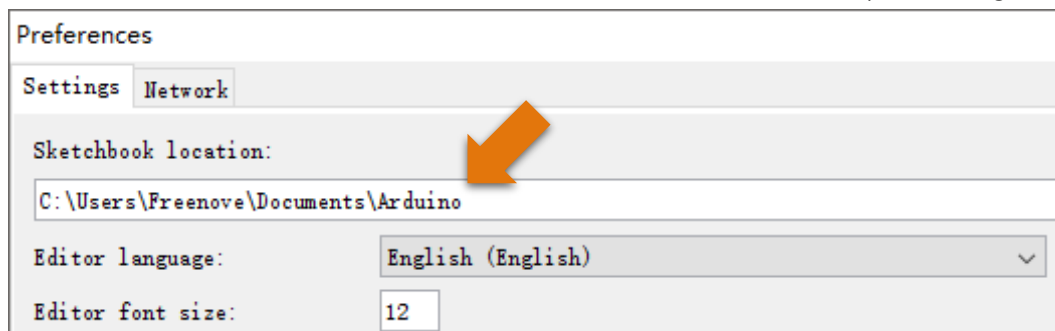 Preferences
Settings Network
Sketchbook location:
C:\Users\Freenove\Documents\Arduino
Editor language: English (English)
Editor font size: 12